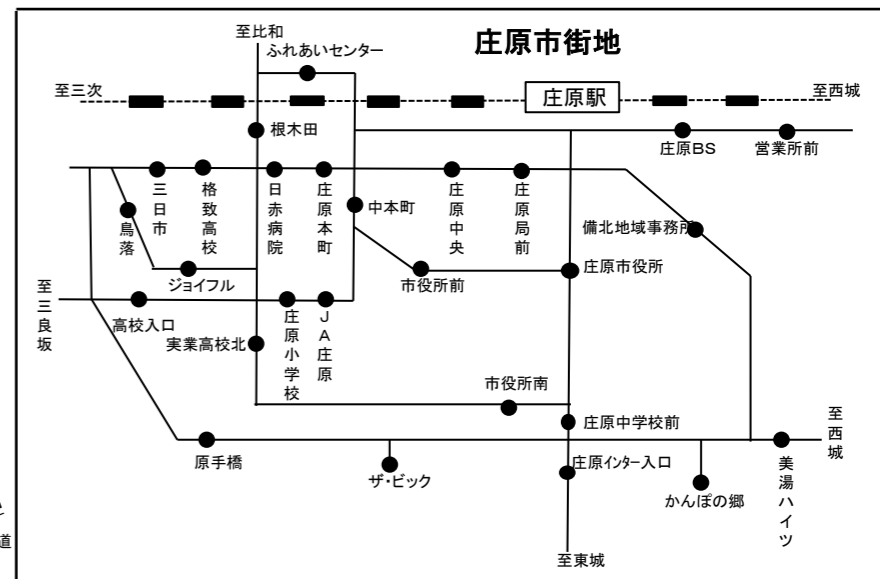 庄原市街地
至比和
ふれあいセンター
至三次
庄原駅
至西城
根木田
庄原BS
営業所前
三日市
格致高校
日赤病院
庄原本町
中本町
庄原中央
庄原局前
備北地域事務所
鳥落
ジョイフル
市役所前
庄原市役所
至三良坂
高校入口
実業高校北
庄原小学校
JA庄原
市役所南
庄原中学校前
至西城
原手橋
ザ・ビック
庄原インター入口
かんぽの郷
美湯ハイツ
至東城
道